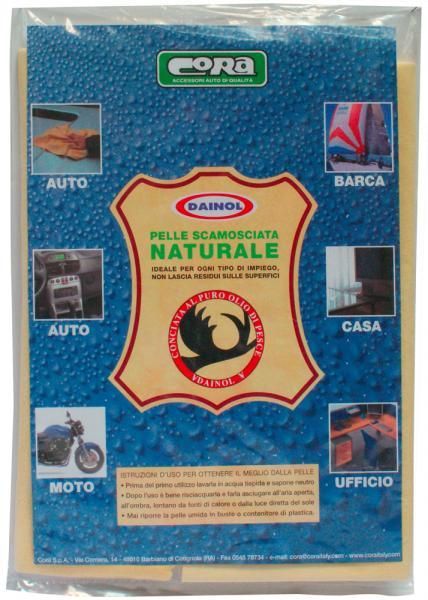 CORA
ACCESSORI AUTO DI QUALITÀ
AUTO
BARCA
DAINOL
PELLE SCAMOSCIATA
NATURALE
IDEALE PER OGNI TIPO DI IMPIEGO,
NON LASCIA RESIDUI SULLE SUPERFICI
AUTO
CASA
CONCIATA AL PURO OLIO DI PESCE
DAINOL
MOTO
UFFICIO
ISTRUZIONI D'USO PER OTTENERE IL MEGLIO DALLA PELLE
• Prima del primo utilizzo lavarla in acqua tiepida e sapone neutro
• Dopo l'uso è bene risciacquarla e farla asciugare all'aria aperta,
all'ombra, lontano da fonti di calore o dalla luce diretta del sole
• Mai riporre la pelle umida in buste o contenitore di plastica.
Cora S.p.A. - Via Corriera, 14 - 48010 Barbiano di Cotignola (RA) - Fax 0545 78734 - e-mail: cora@coraitaly.com - www.coraitaly.com